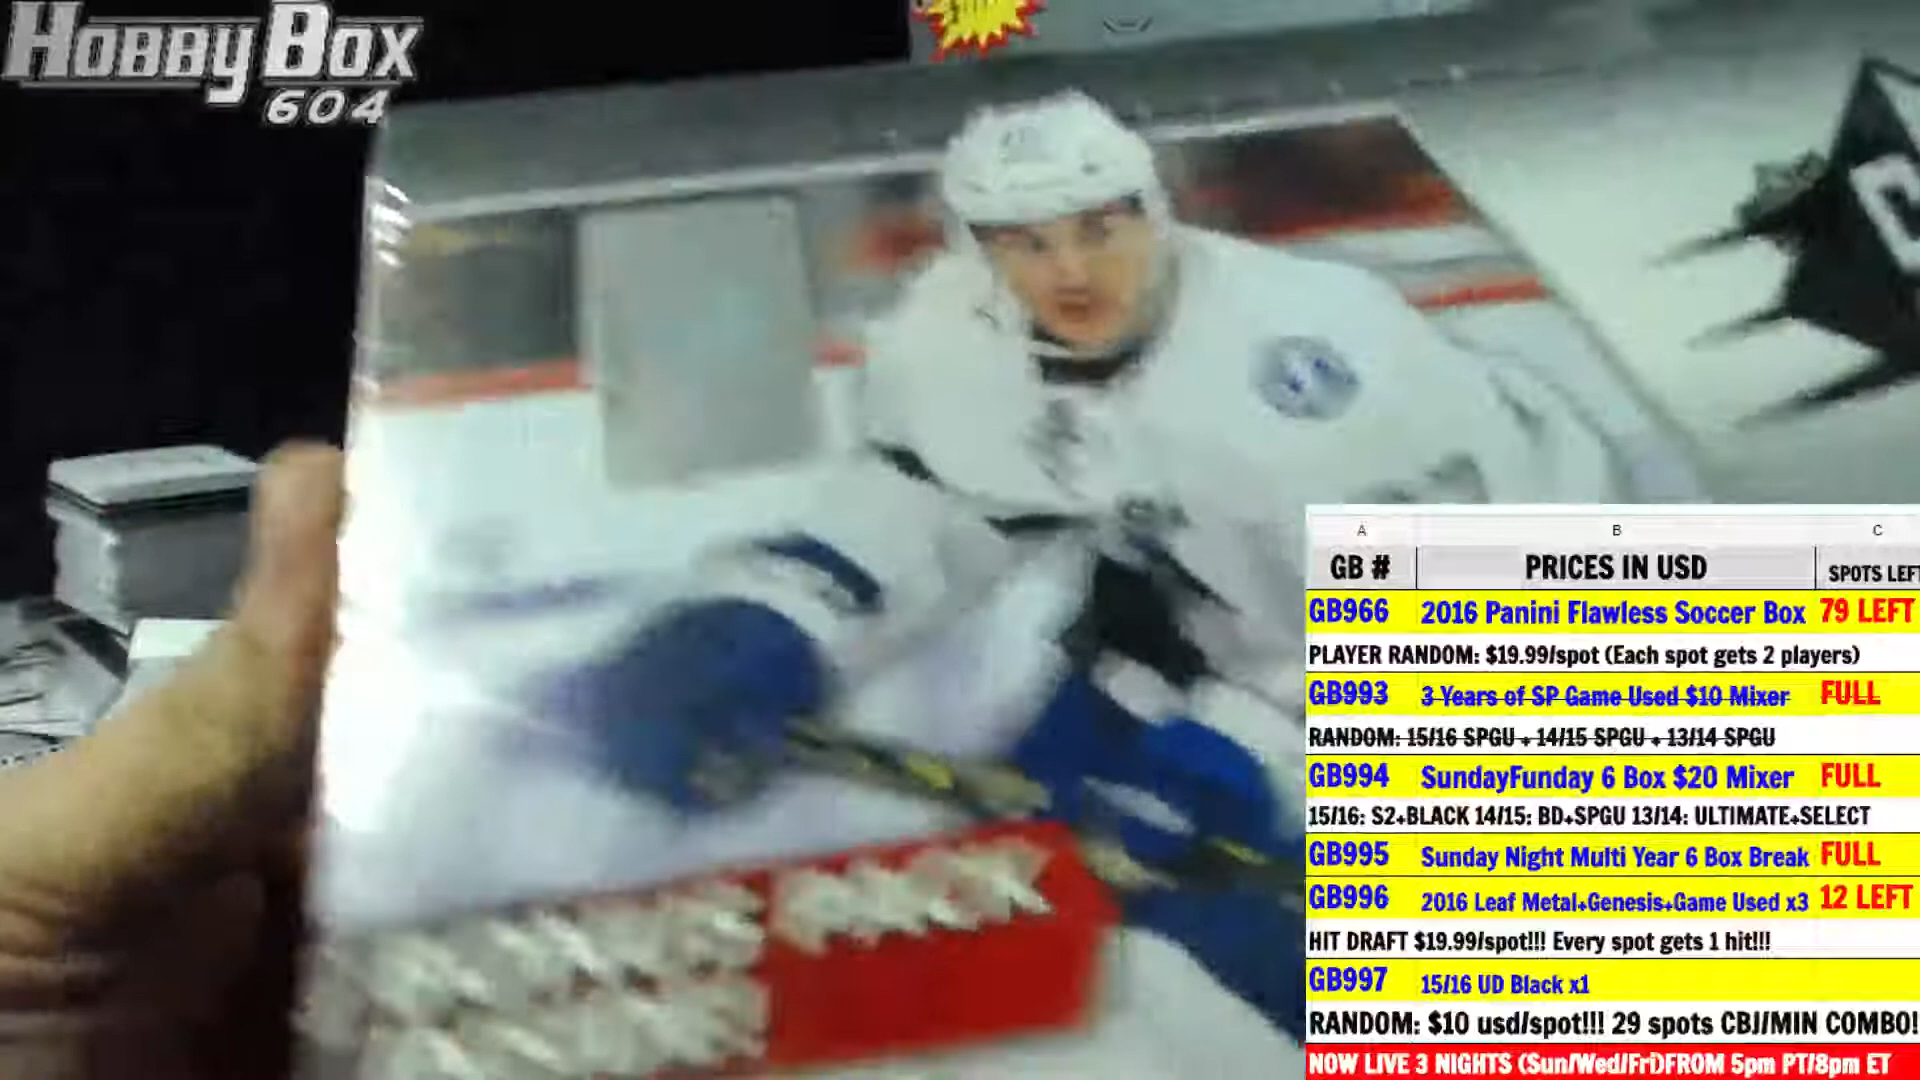 HOBBY BOX
604
A B C
GB # PRICES IN USD SPOTS LEFT
GB966 2016 Panini Flawless Soccer Box 79 LEFT
PLAYER RANDOM: $19.99/spot (Each spot gets 2 players)
GB993 3 Years of SP Game Used $10 Mixer FULL
RANDOM: 15/16 SPGU + 14/15 SPGU + 13/14 SPGU
GB994 SundayFunday 6 Box $20 Mixer FULL
15/16: S2+BLACK 14/15: BD+SPGU 13/14: ULTIMATE+SELECT
GB995 Sunday Night Multi Year 6 Box Break FULL
GB996 2016 Leaf Metal+Genesis+Game Used x3 12 LEFT
HIT DRAFT $19.99/spot!!! Every spot gets 1 hit!!!
GB997 15/16 UD Black x1
RANDOM: $10 usd/spot!!! 29 spots CBJ/MIN COMBO!
NOW LIVE 3 NIGHTS (Sun/Wed/Fri)FROM 5pm PT/8pm ET